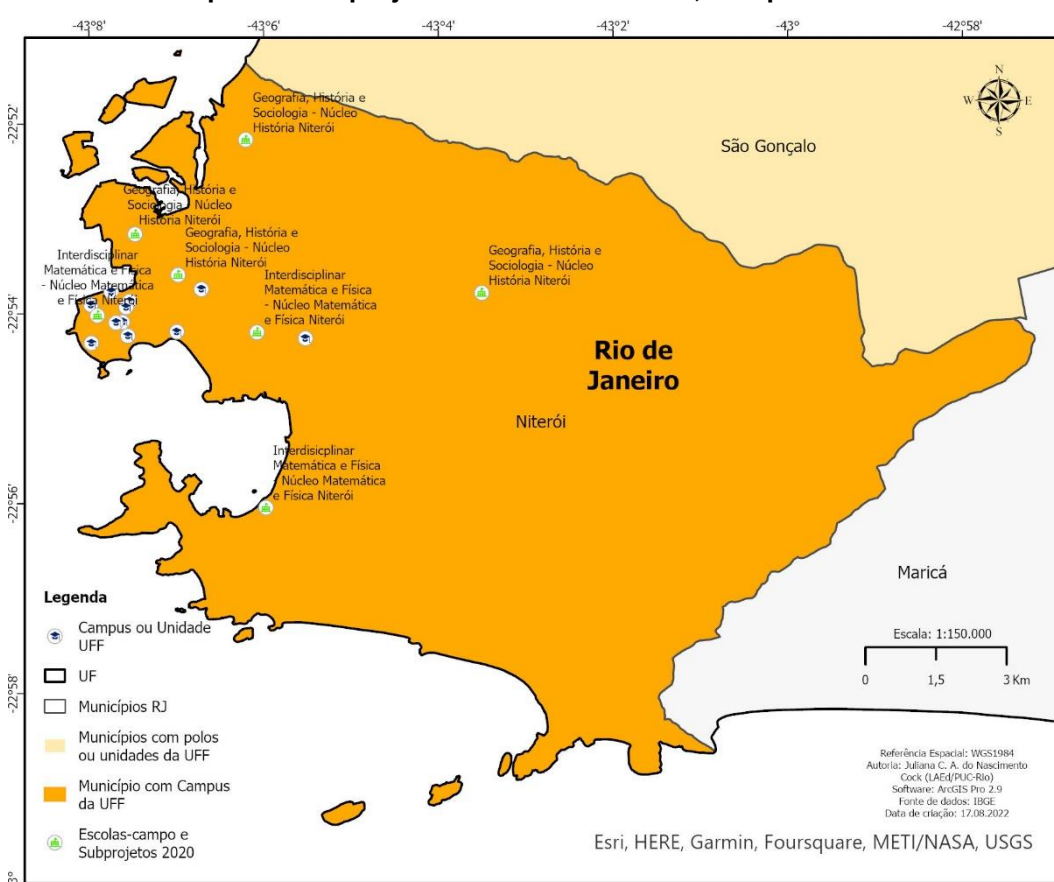 -43°8'
-43°6'
-43°4'
-43°2'
-43°
-42°58'
-22°52'
-22°54'
-22°56'
-22°58'
N
W
E
S
Geografia, História e
Sociologia - Núcleo
História Niterói
São Gonçalo
Geografia, História e
Sociologia - Núcleo
História Niterói
Geografia, História e
Sociologia - Núcleo
História Niterói
Geografia, História e
Sociologia - Núcleo
História Niterói
Interdisciplinar
Matemática e Física
- Núcleo Matemática
e Física Niterói
Interdisciplinar
Matemática e Física
- Núcleo Matemática
e Física Niterói
Rio de
Janeiro
Niterói
Interdisicplinar
Matemática e Física
- Núcleo Matemática
e Física Niterói
Maricá
Legenda
Campus ou Unidade
UFF
UF
Municípios RJ
Municípios com polos
ou unidades da UFF
Município com Campus
da UFF
Escolas-campo e
Subprojetos 2020
Escala: 1:150.000
0 1,5 3 Km
Referência Espacial: WGS1984
Autoria: Juliana C. A. do Nascimento
Cock (LAEd/PUC-Rio)
Software: ArcGIS Pro 2.9
Fonte de dados: IBGE
Data de criação: 17.08.2022
Esri, HERE, Garmin, Foursquare, METI/NASA, USGS